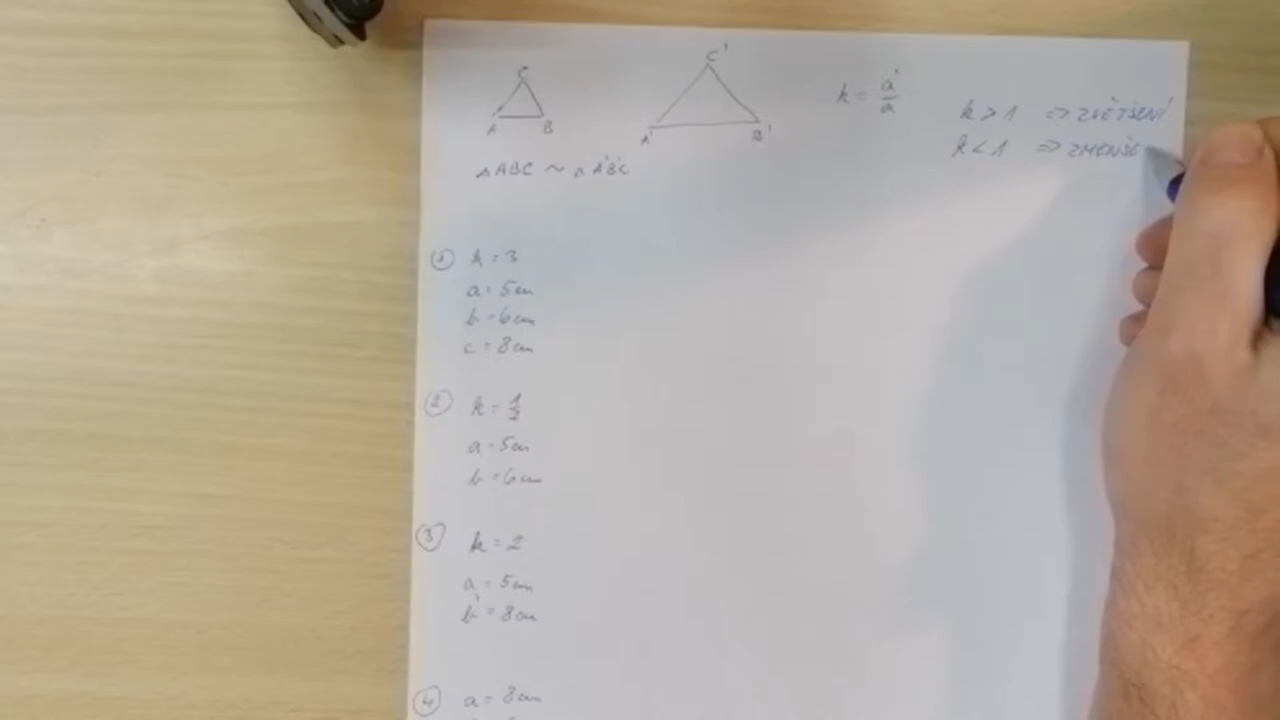 C
A B
C'
A' B'
k = a'/a
k > 1 => ZVĚTŠENÍ
k < 1 => ZMENŠE
△ABC ~ △A'B'C'
① k = 3
a = 5cm
b = 6cm
c = 8cm
② k = 1/2
a = 5cm
b = 6cm
③ k = 2
a = 5cm
b' = 8cm
④ a = 8cm